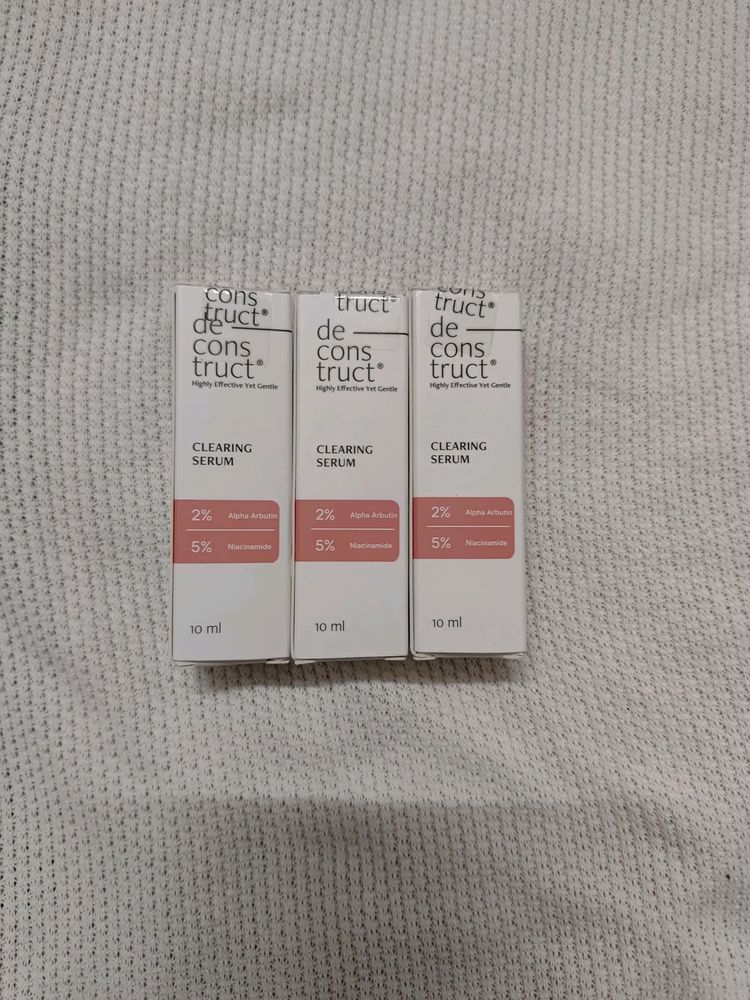 cons
truct®
de
cons
truct®
Highly Effective Yet Gentle
CLEARING
SERUM
2% Alpha Arbutin
5% Niacinamide
10 ml
truct®
de
cons
truct®
Highly Effective Yet Gentle
CLEARING
SERUM
2% Alpha Arbutin
5% Niacinamide
10 ml
cons
truct®
de
cons
truct®
Highly Effective Yet Gentle
CLEARING
SERUM
2% Alpha Arbutin
5% Niacinamide
10 ml